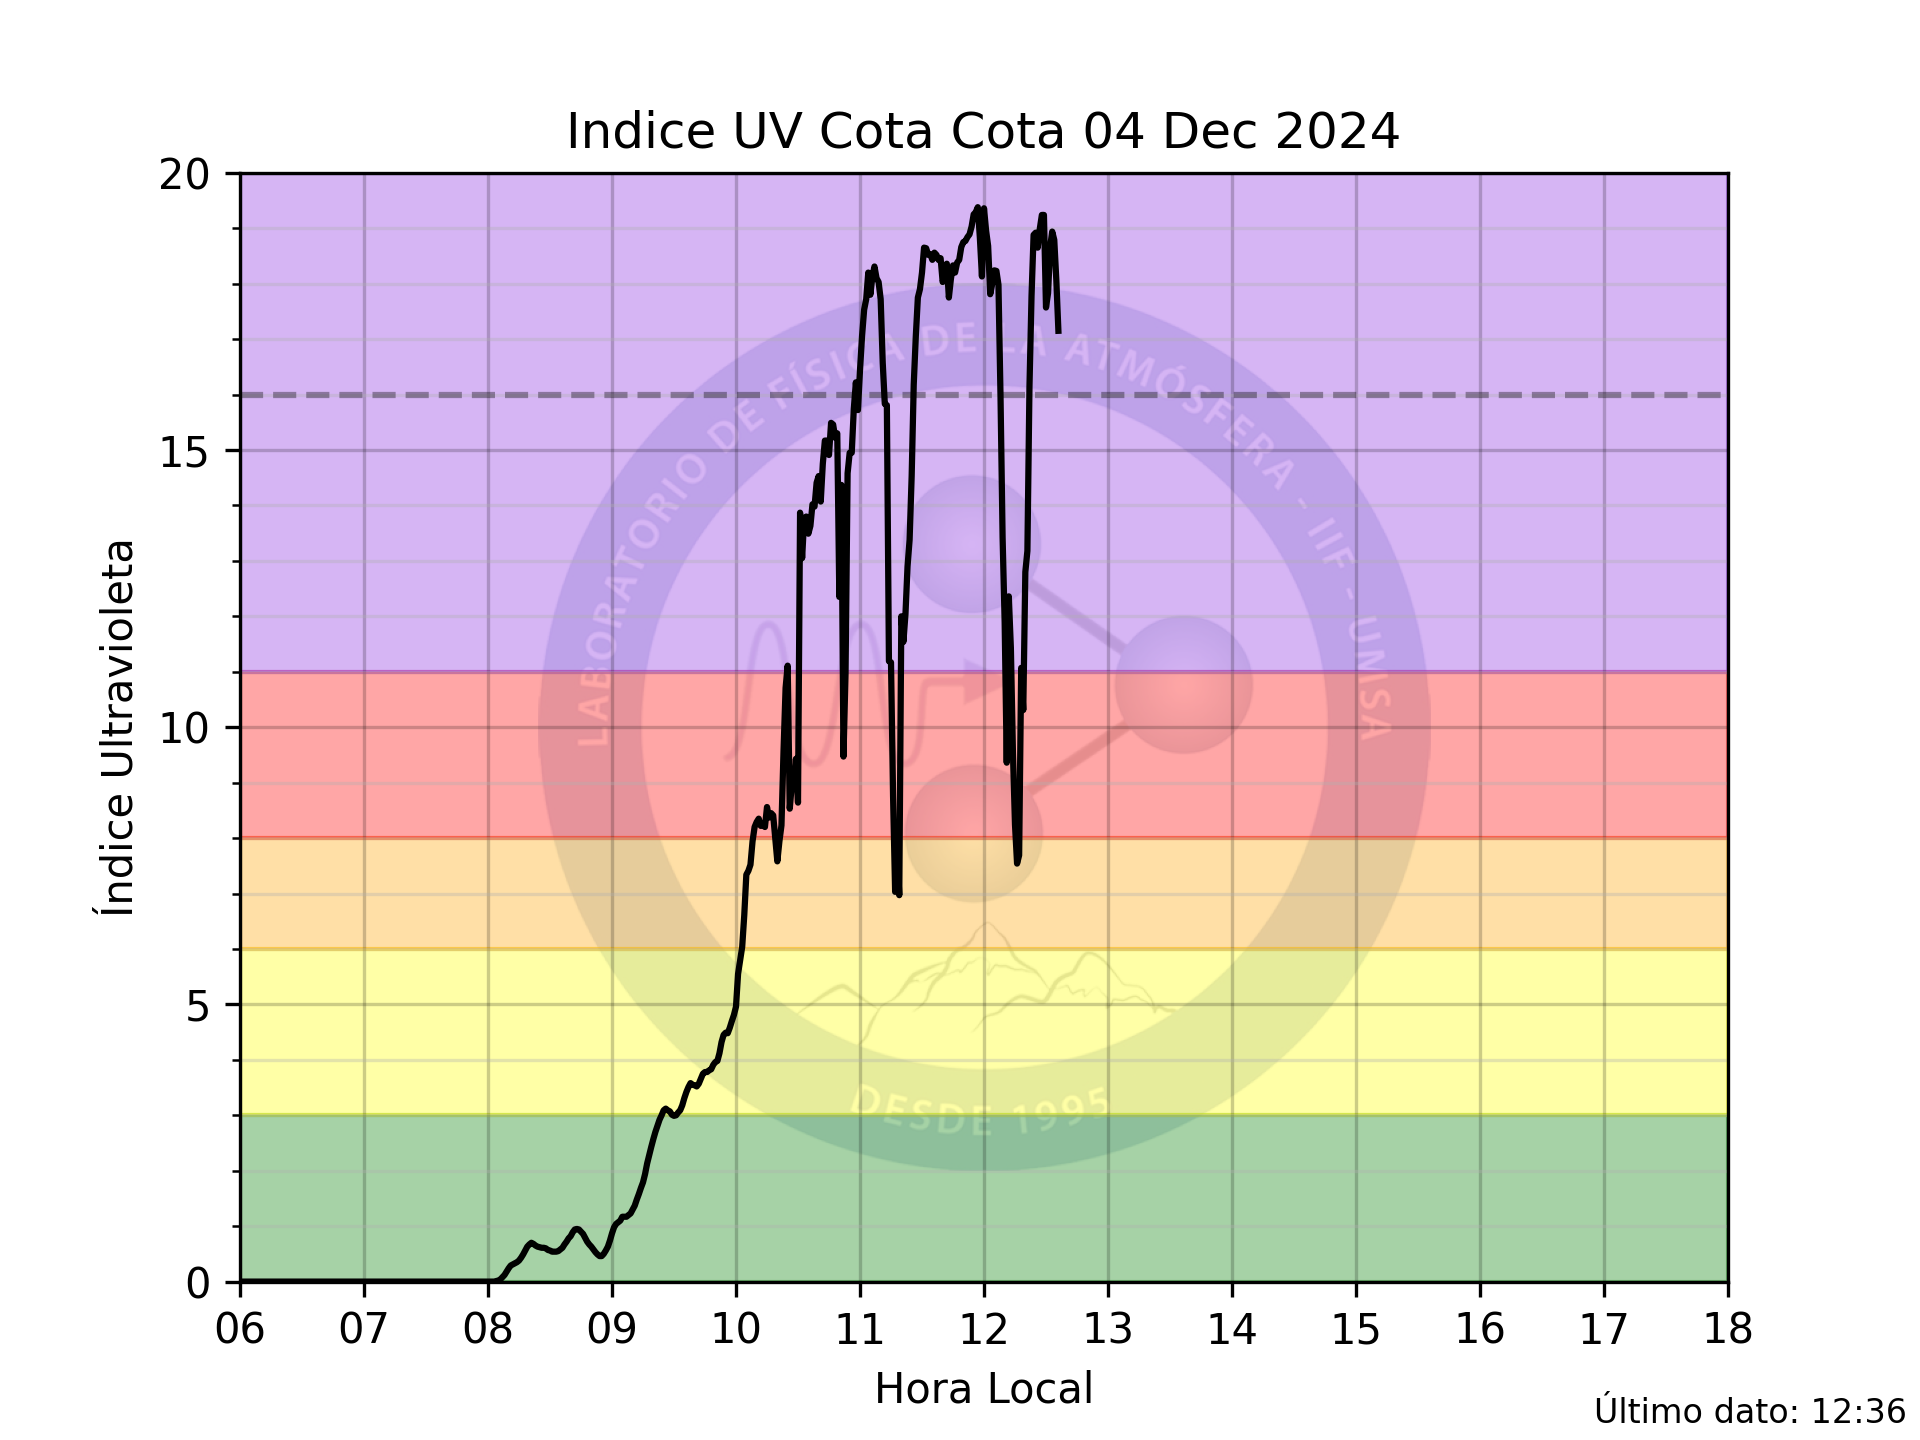 Indice UV Cota Cota 04 Dec 2024
20
15
10
5
0
Índice Ultravioleta
LABORATORIO DE FÍSICA DE LA ATMÓSFERA - IIF - UMSA
DESDE 1995
06 07 08 09 10 11 12 13 14 15 16 17 18
Hora Local
Último dato: 12:36